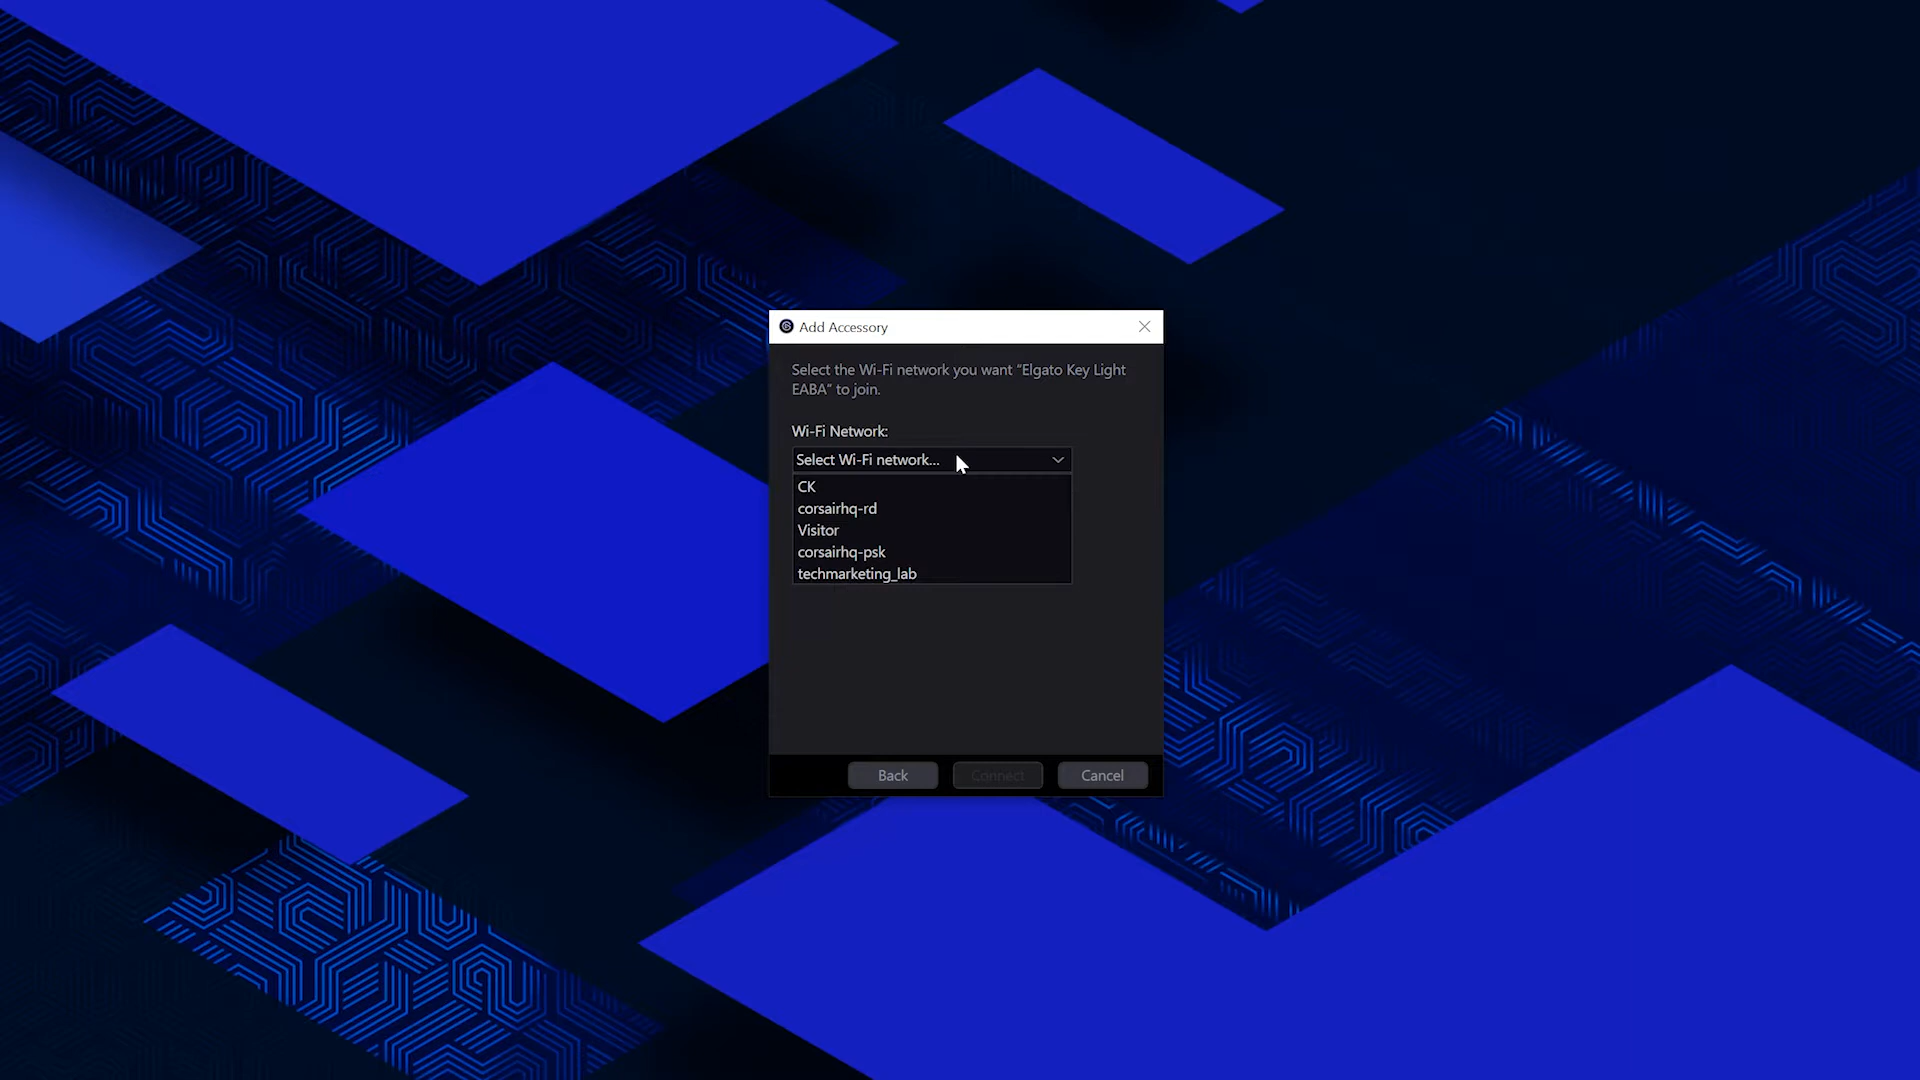 Add Accessory
Select the Wi-Fi network you want “Elgato Key Light
EABA” to join.
Wi-Fi Network:
Select Wi-Fi network...
CK
corsairhq-rd
Visitor
corsairhq-psk
techmarketing_lab
Back
Connect
Cancel